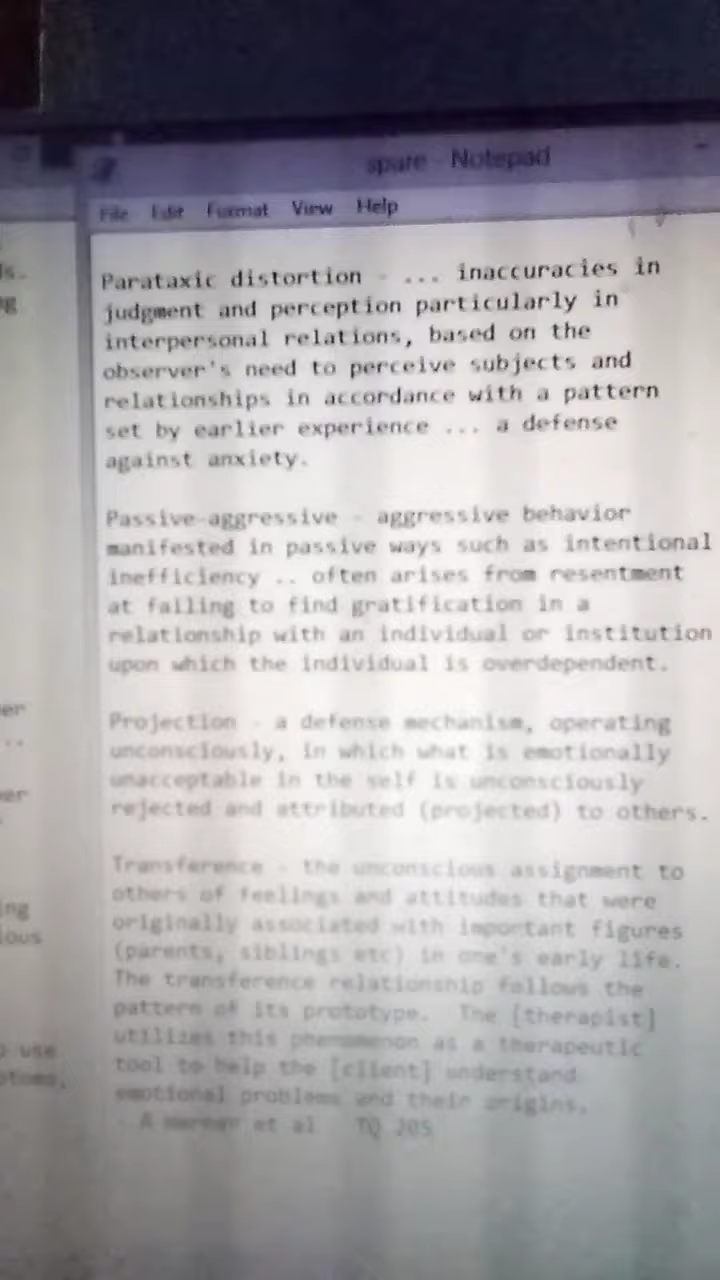 spare - Notepad
File Edit Format View Help
Parataxic distortion - ... inaccuracies in
judgment and perception particularly in
interpersonal relations, based on the
observer's need to perceive subjects and
relationships in accordance with a pattern
set by earlier experience ... a defense
against anxiety.
Passive-aggressive - aggressive behavior
manifested in passive ways such as intentional
inefficiency .. often arises from resentment
at failing to find gratification in a
relationship with an individual or institution
upon which the individual is overdependent.
Projection - a defense mechanism, operating
unconsciously, in which what is emotionally
unacceptable in the self is unconsciously
rejected and attributed (projected) to others.
Transference - the unconscious assignment to
others of feelings and attitudes that were
originally associated with important figures
(parents, siblings etc) in one's early life.
The transference relationship follows the
pattern of its prototype. The [therapist]
utilizes this phenomenon as a therapeutic
tool to help the [client] understand
emotional problems and their origins.
et al TQ 205